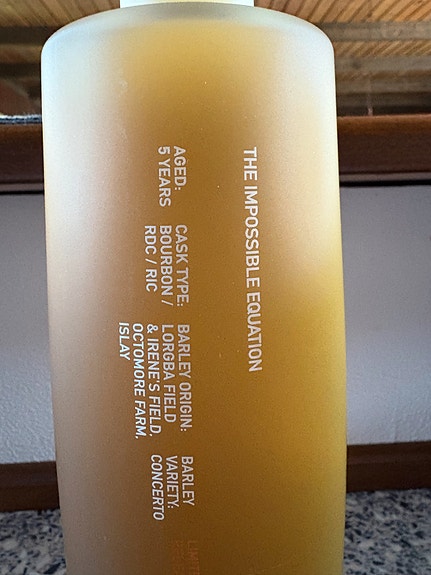 THE IMPOSSIBLE EQUATION
AGED:
5 YEARS
CASK TYPE:
BOURBON /
RDC / RIC
BARLEY ORIGIN:
LORGBA FIELD
& IRENE'S FIELD,
OCTOMORE FARM,
ISLAY
BARLEY
VARIETY:
CONCERTO